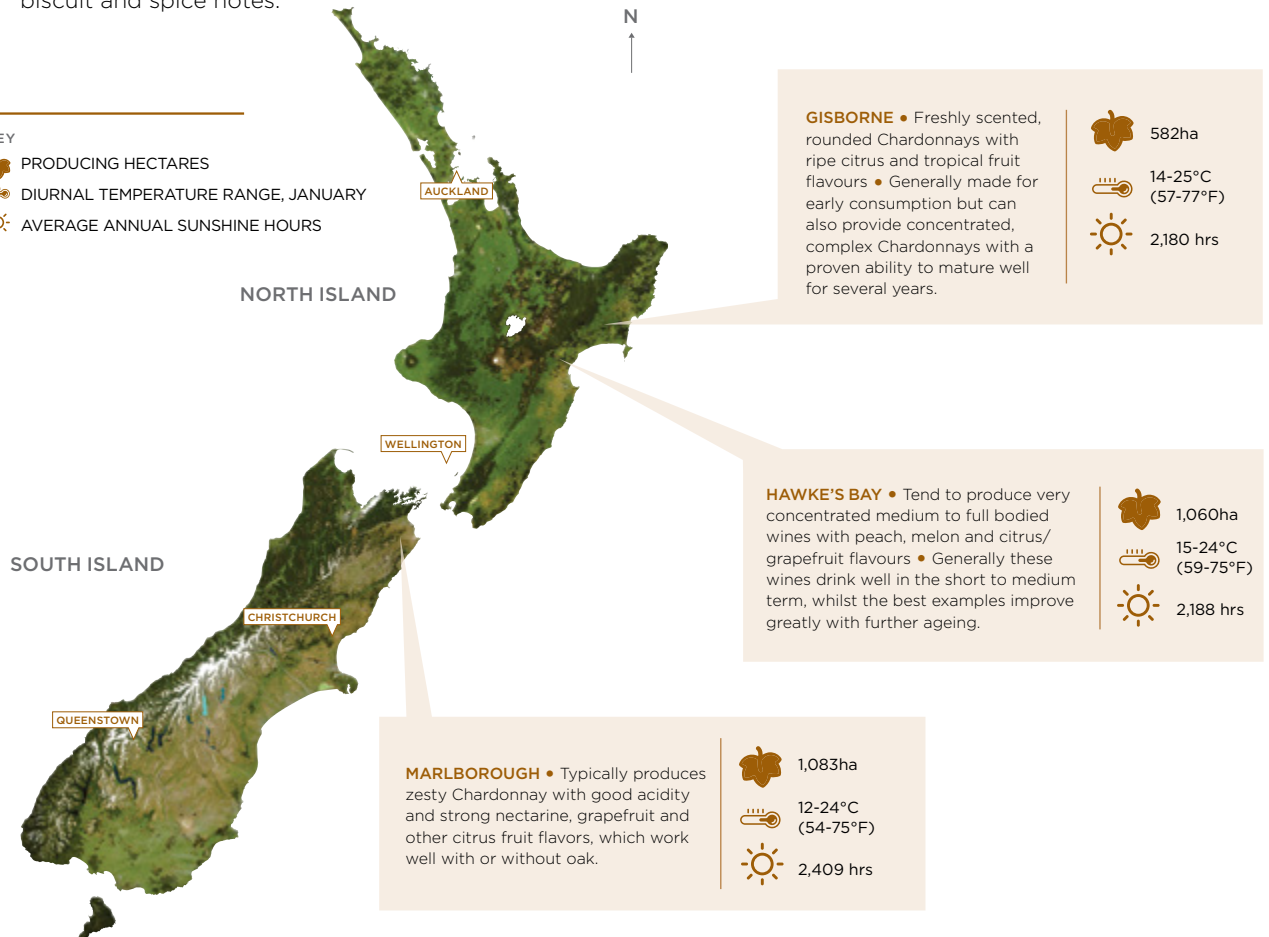 biscuit and spice notes.
N
EY
PRODUCING HECTARES
DIURNAL TEMPERATURE RANGE, JANUARY
AVERAGE ANNUAL SUNSHINE HOURS
AUCKLAND
NORTH ISLAND
GISBORNE • Freshly scented,
rounded Chardonnays with
ripe citrus and tropical fruit
flavours • Generally made for
early consumption but can
also provide concentrated,
complex Chardonnays with a
proven ability to mature well
for several years.
582ha
14-25°C
(57-77°F)
2,180 hrs
WELLINGTON
HAWKE'S BAY • Tend to produce very
concentrated medium to full bodied
wines with peach, melon and citrus/
grapefruit flavours • Generally these
wines drink well in the short to medium
term, whilst the best examples improve
greatly with further ageing.
1,060ha
15-24°C
(59-75°F)
2,188 hrs
SOUTH ISLAND
CHRISTCHURCH
QUEENSTOWN
MARLBOROUGH • Typically produces
zesty Chardonnay with good acidity
and strong nectarine, grapefruit and
other citrus fruit flavors, which work
well with or without oak.
1,083ha
12-24°C
(54-75°F)
2,409 hrs